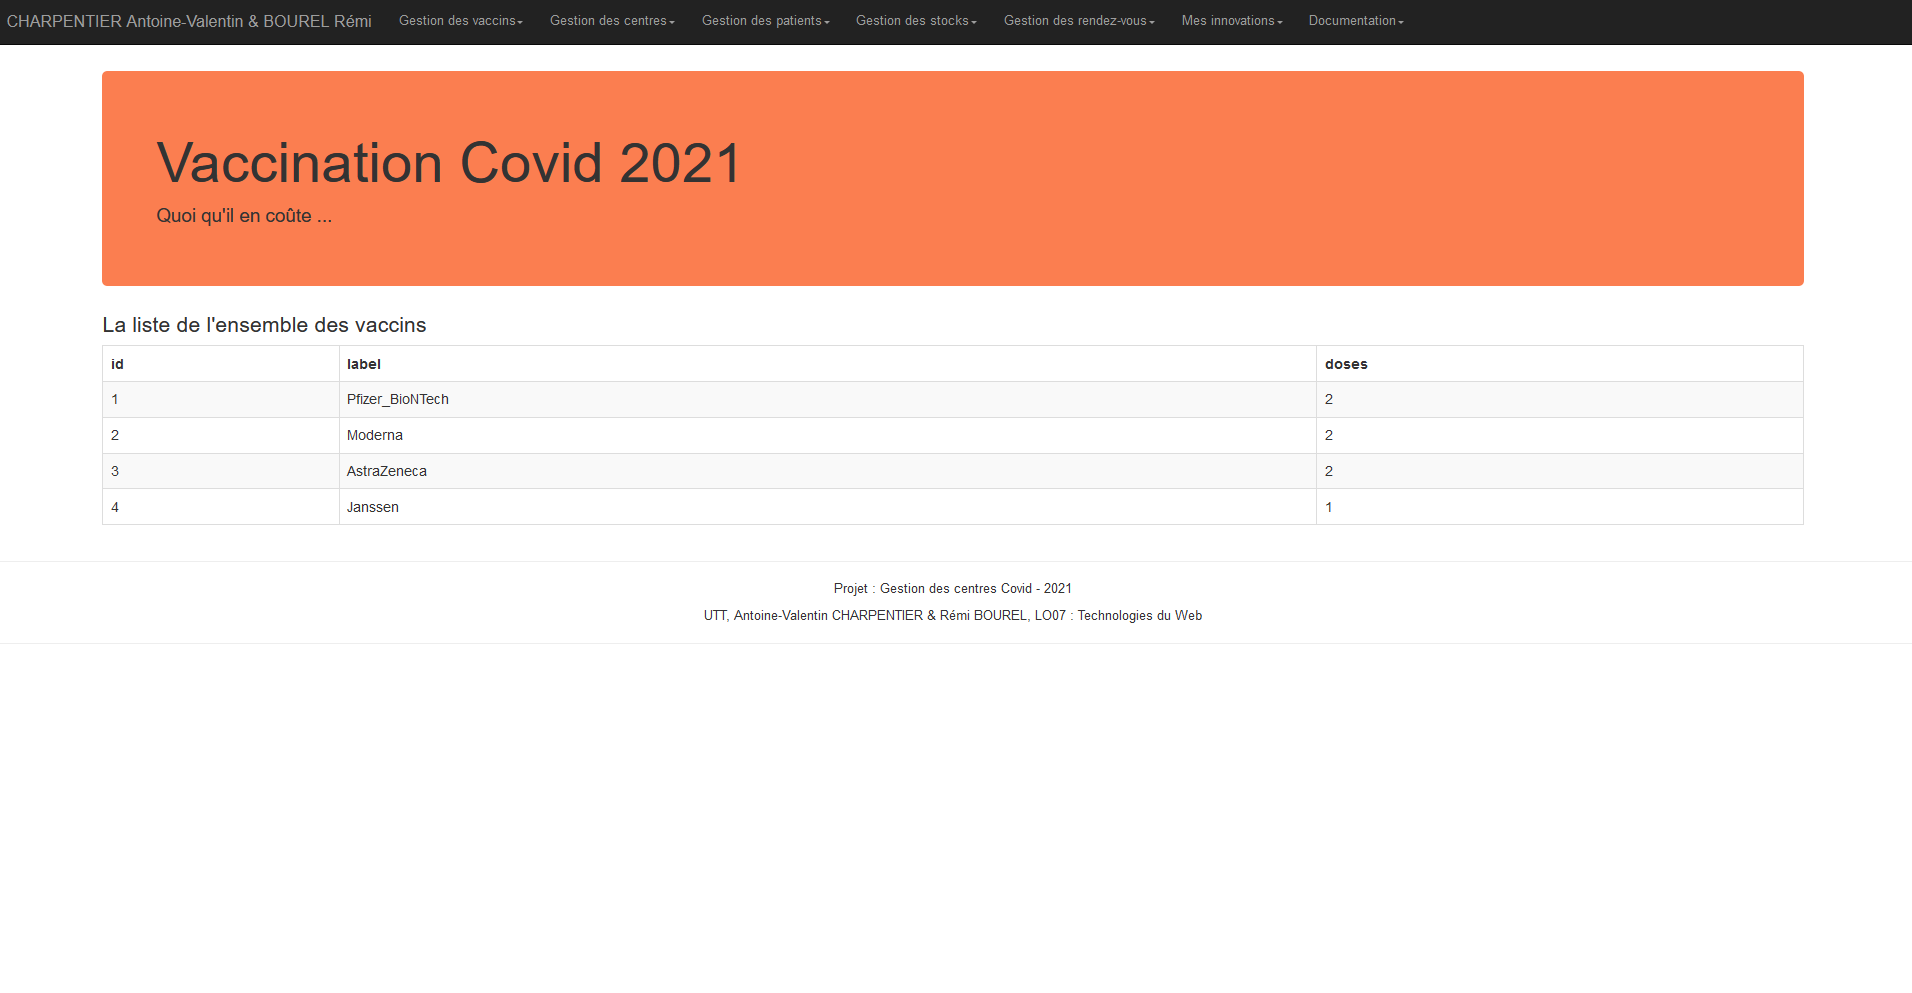 CHARPENTIER Antoine-Valentin & BOUREL Rémi Gestion des vaccins Gestion des centres Gestion des patients Gestion des stocks Gestion des rendez-vous Mes innovations Documentation
Vaccination Covid 2021
Quoi qu'il en coûte ...
La liste de l'ensemble des vaccins
id label doses
1 Pfizer_BioNTech 2
2 Moderna 2
3 AstraZeneca 2
4 Janssen 1
Projet : Gestion des centres Covid - 2021
UTT, Antoine-Valentin CHARPENTIER & Rémi BOUREL, LO07 : Technologies du Web